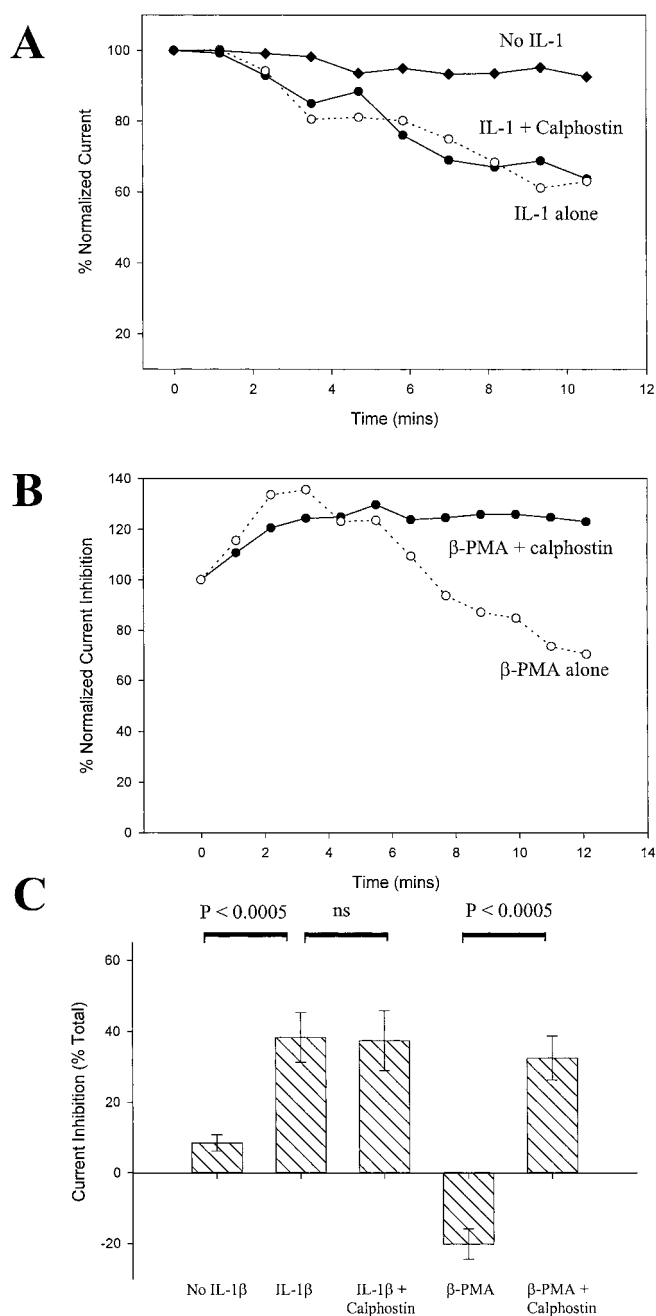 A
% Normalized Current
100
80
60
40
20
No IL-1
IL-1 + Calphostin
IL-1 alone
0 2 4 6 8 10 12
Time (mins)
B
% Normalized Current Inhibition
140
120
100
80
60
40
20
0
β-PMA + calphostin
β-PMA alone
0 2 4 6 8 10 12 14
Time (mins)
C
P < 0.0005 ns P < 0.0005
Current Inhibition (% Total)
60
40
20
0
-20
No IL-1β IL-1β IL-1β + Calphostin β-PMA β-PMA + Calphostin